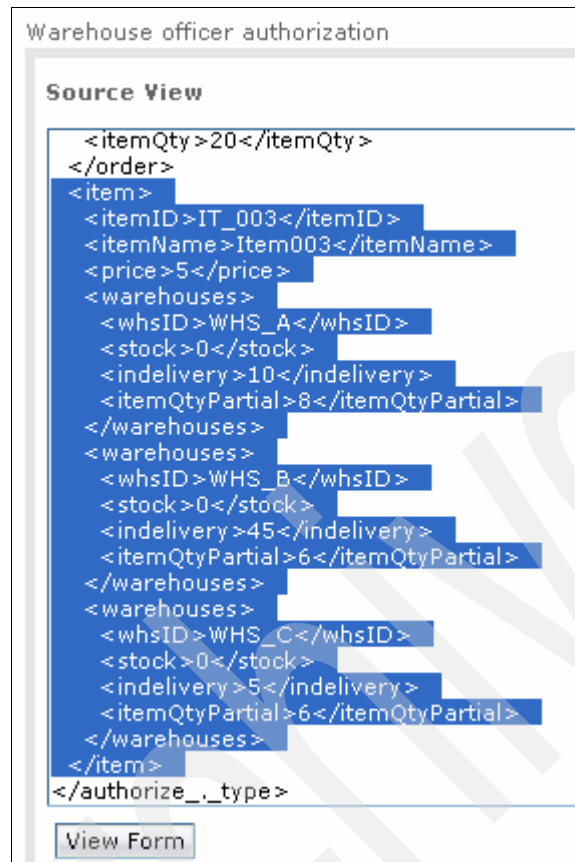 Warehouse officer authorization
Source View
<itemQty>20</itemQty>
</order>
<item>
<itemID>IT_003</itemID>
<itemName>Item003</itemName>
<price>5</price>
<warehouses>
<whsID>WHS_A</whsID>
<stock>0</stock>
<indelivery>10</indelivery>
<itemQtyPartial>8</itemQtyPartial>
</warehouses>
<warehouses>
<whsID>WHS_B</whsID>
<stock>0</stock>
<indelivery>45</indelivery>
<itemQtyPartial>6</itemQtyPartial>
</warehouses>
<warehouses>
<whsID>WHS_C</whsID>
<stock>0</stock>
<indelivery>5</indelivery>
<itemQtyPartial>6</itemQtyPartial>
</warehouses>
</item>
</authorize_._type>
View Form